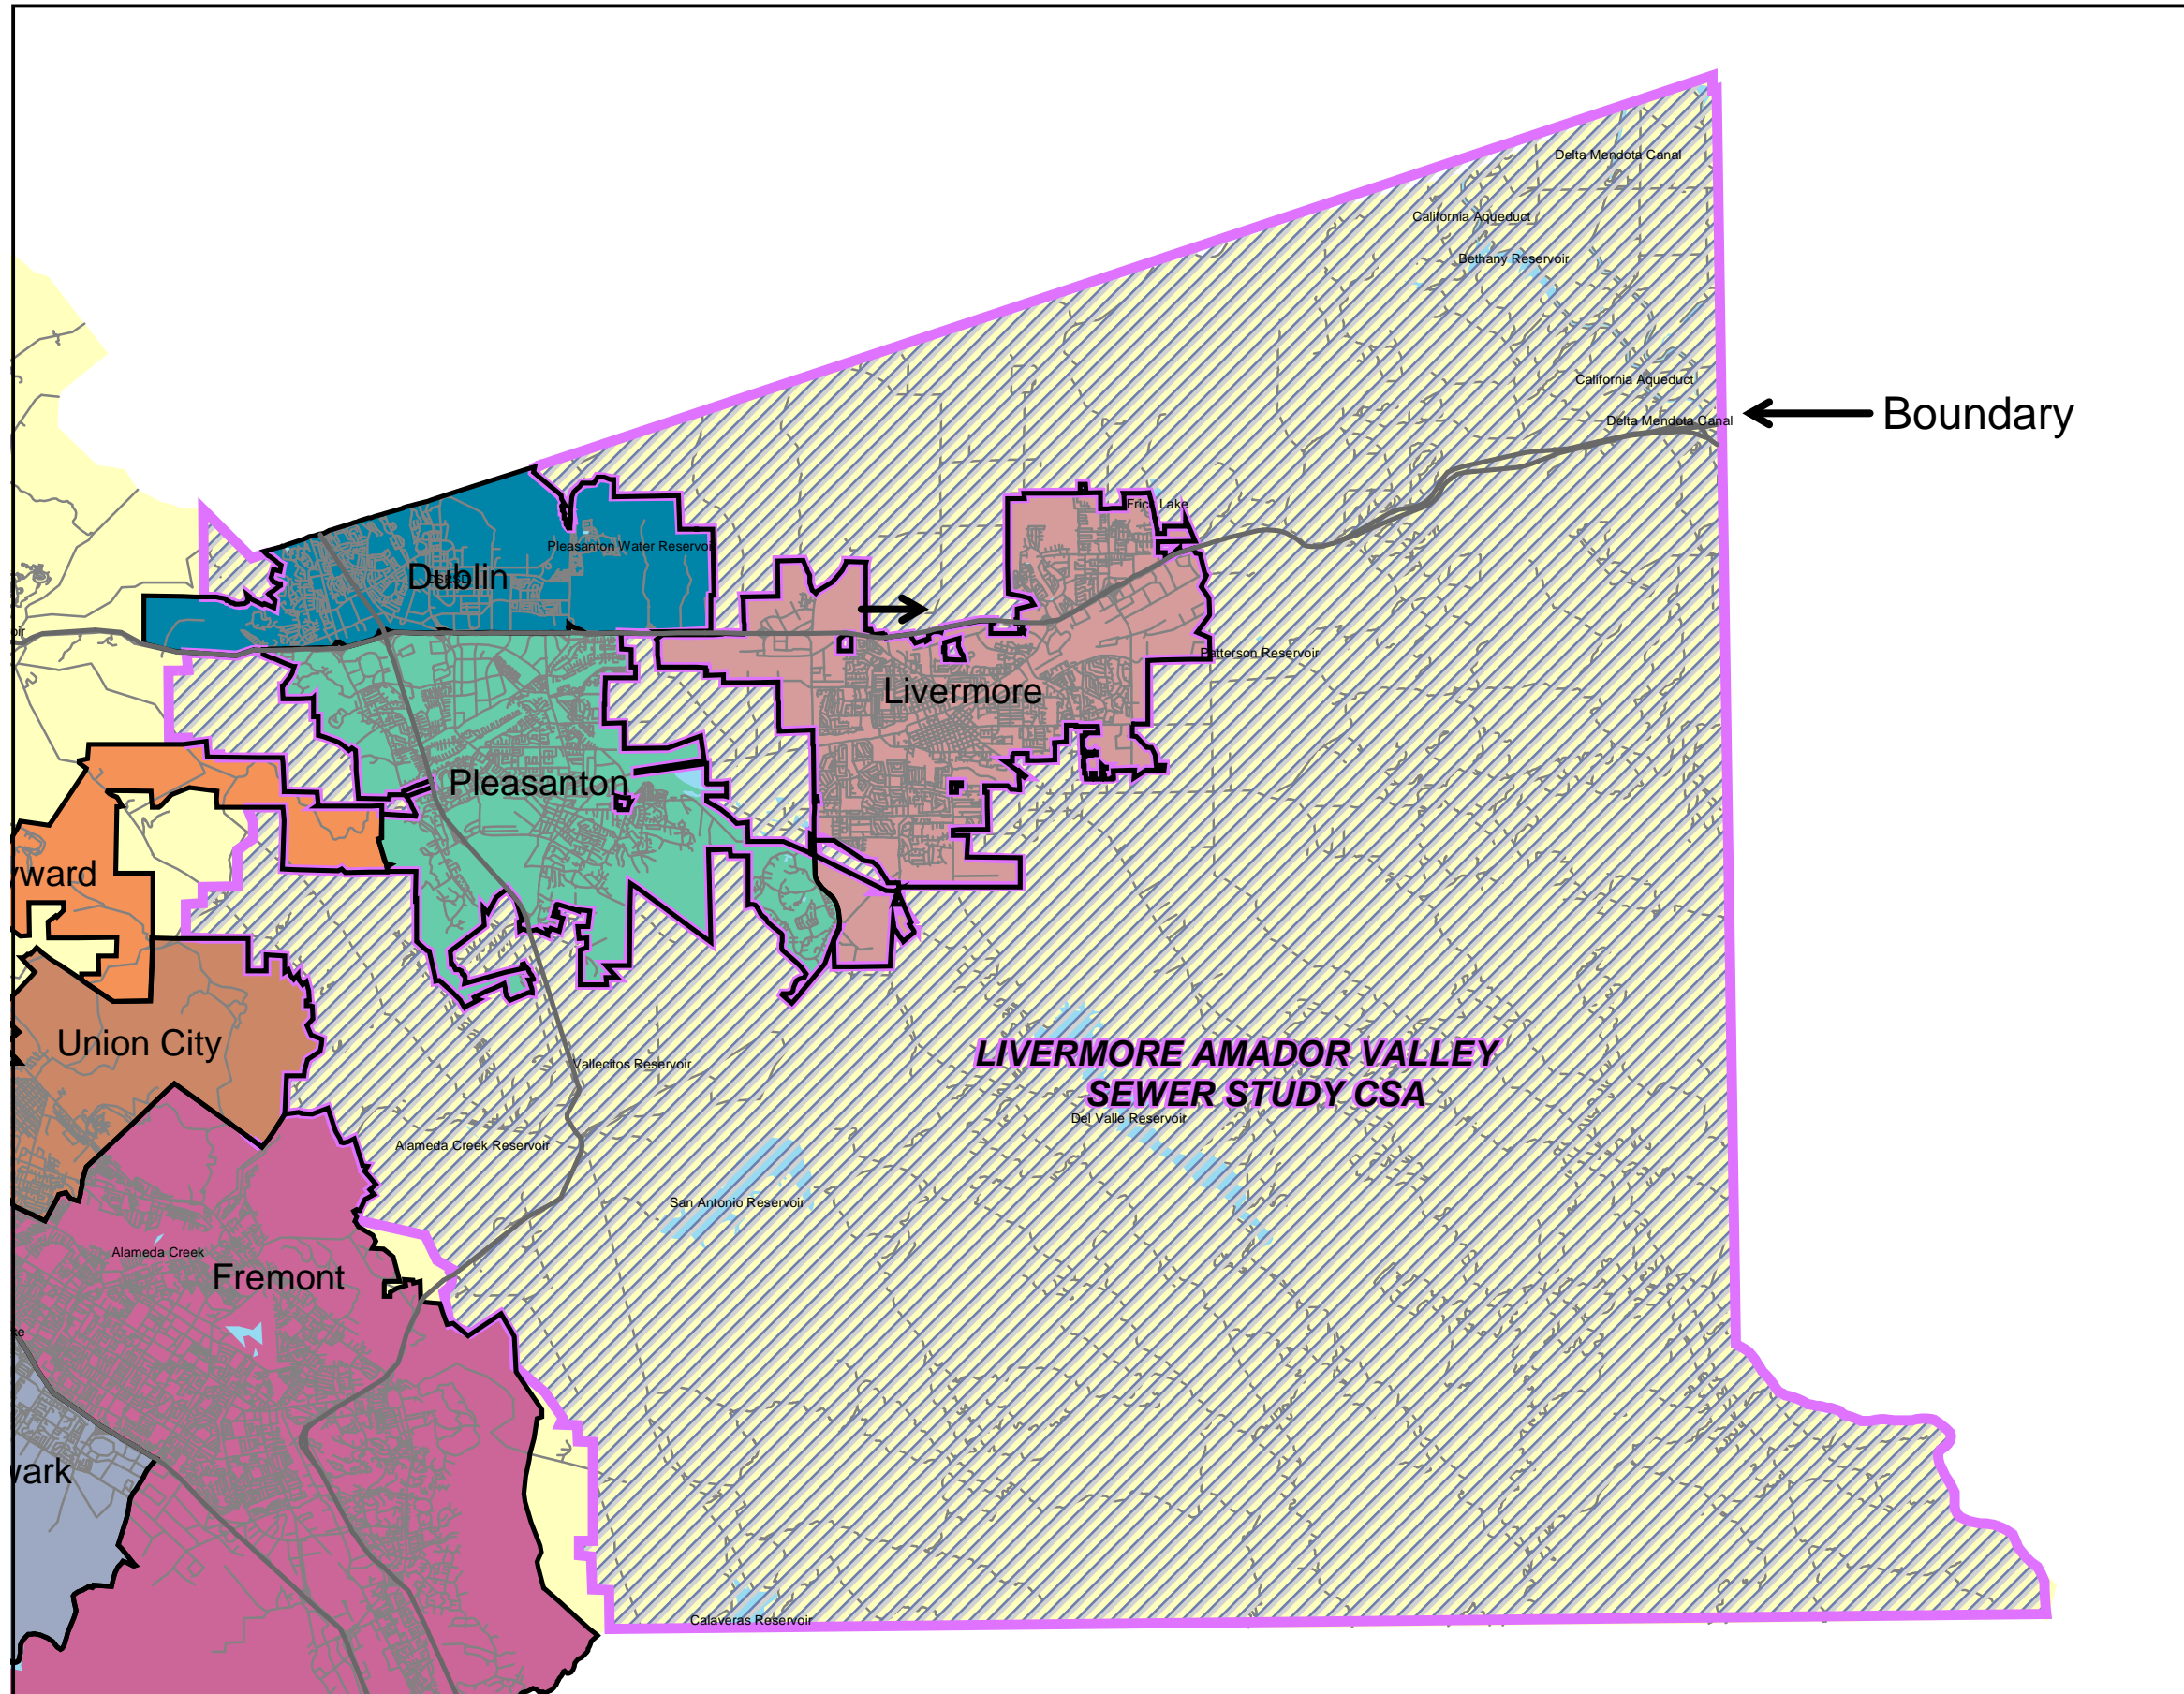 Delta Mendota Canal
California Aqueduct
Bethany Reservoir
California Aqueduct
Delta Mendota Canal
Boundary
Frick Lake
Pleasanton Water Reservoir
Dublin
Patterson Reservoir
Livermore
Pleasanton
yward
Union City
LIVERMORE AMADOR VALLEY
SEWER STUDY CSA
Vallecitos Reservoir
Del Valle Reservoir
Alameda Creek Reservoir
San Antonio Reservoir
Alameda Creek
Fremont
wark
Calaveras Reservoir